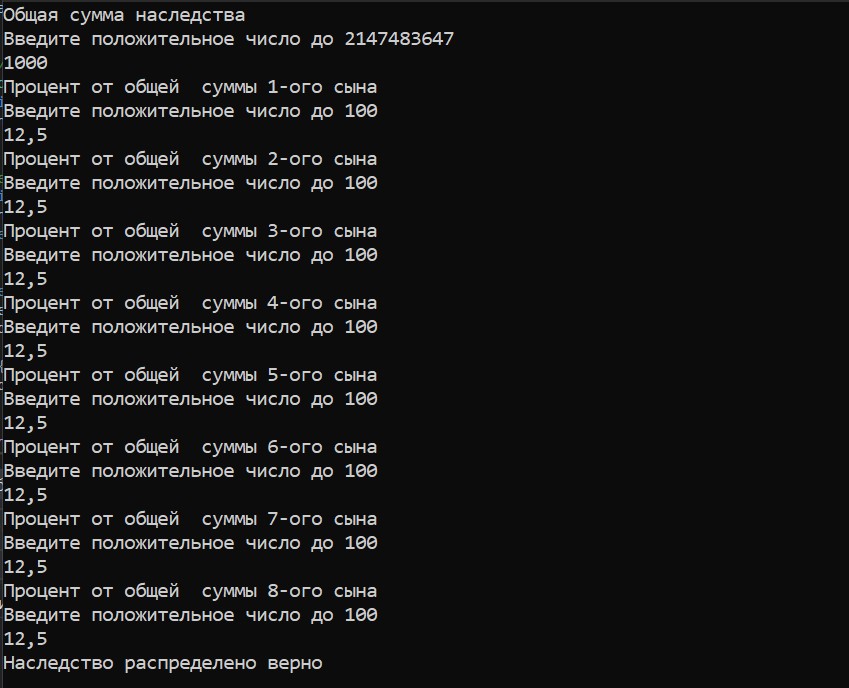 Общая сумма наследства
Введите положительное число до 2147483647
1000
Процент от общей  суммы 1-ого сына
Введите положительное число до 100
12,5
Процент от общей  суммы 2-ого сына
Введите положительное число до 100
12,5
Процент от общей  суммы 3-ого сына
Введите положительное число до 100
12,5
Процент от общей  суммы 4-ого сына
Введите положительное число до 100
12,5
Процент от общей  суммы 5-ого сына
Введите положительное число до 100
12,5
Процент от общей  суммы 6-ого сына
Введите положительное число до 100
12,5
Процент от общей  суммы 7-ого сына
Введите положительное число до 100
12,5
Процент от общей  суммы 8-ого сына
Введите положительное число до 100
12,5
Наследство распределено верно